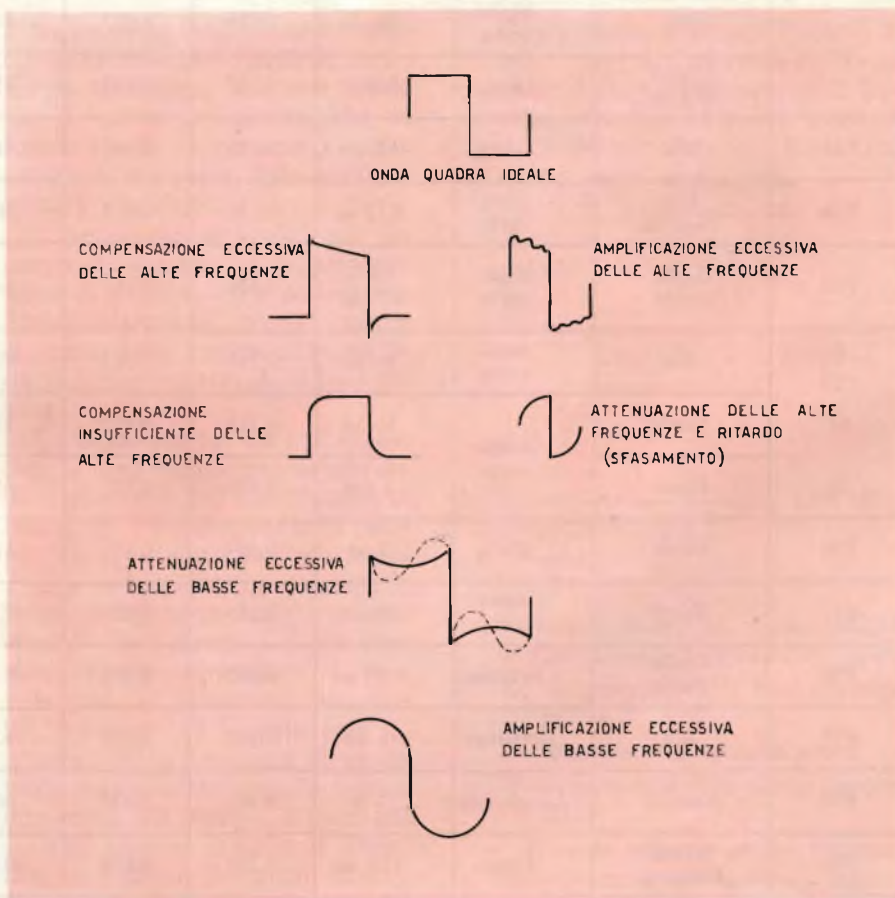 ONDA QUADRA IDEALE
COMPENSAZIONE ECCESSIVA
DELLE ALTE FREQUENZE
AMPLIFICAZIONE ECCESSIVA
DELLE ALTE FREQUENZE
COMPENSAZIONE
INSUFFICIENTE DELLE
ALTE FREQUENZE
ATTENUAZIONE DELLE ALTE
FREQUENZE E RITARDO
(SFASAMENTO)
ATTENUAZIONE ECCESSIVA
DELLE BASSE FREQUENZE
AMPLIFICAZIONE ECCESSIVA
DELLE BASSE FREQUENZE